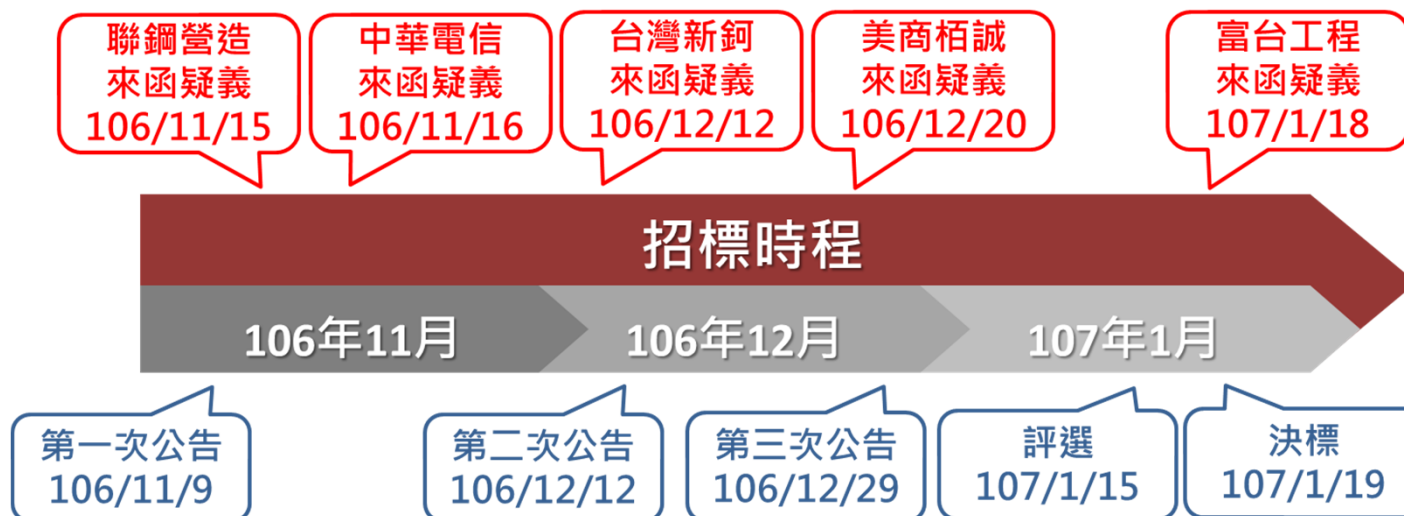 聯鋼營造
來函疑義
106/11/15
中華電信
來函疑義
106/11/16
台灣新鈳
來函疑義
106/12/12
美商栢誠
來函疑義
106/12/20
富台工程
來函疑義
107/1/18
招標時程
106年11月
106年12月
107年1月
第一次公告
106/11/9
第二次公告
106/12/12
第三次公告
106/12/29
評選
107/1/15
決標
107/1/19